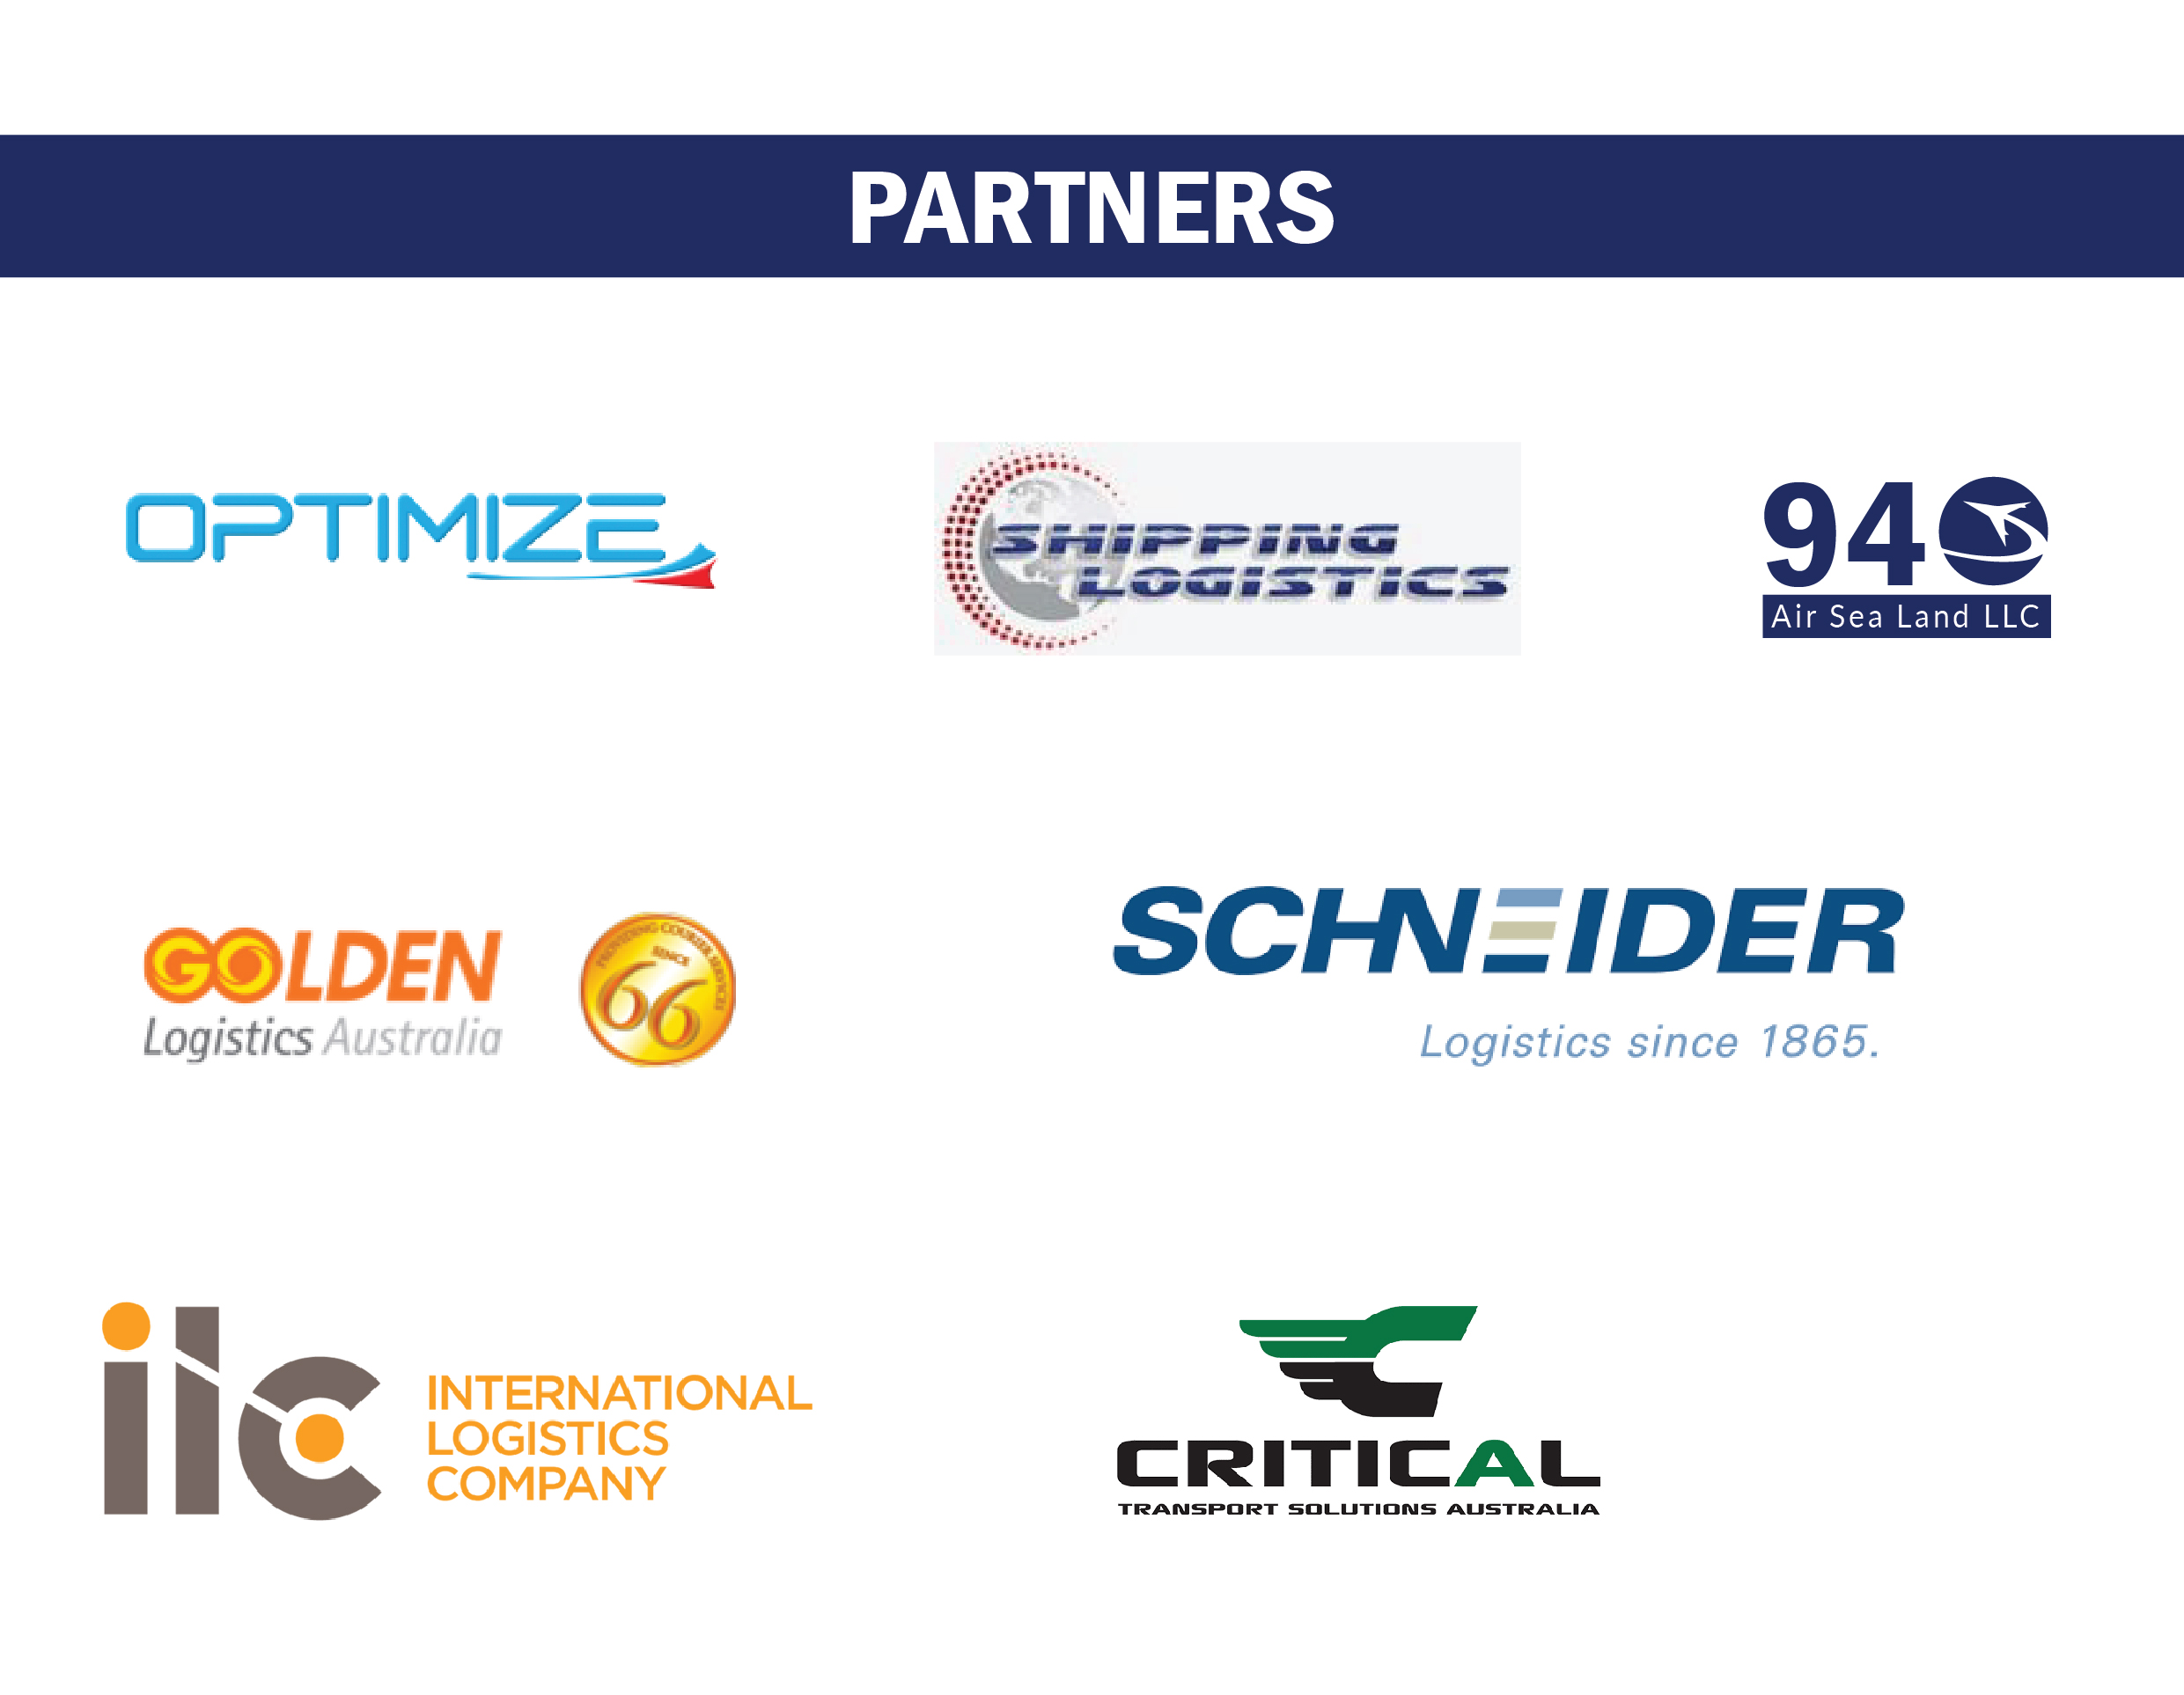 PARTNERS
OPTIMIZE
SHIPPING
LOGISTICS
940
Air Sea Land LLC
GOLDEN
Logistics Australia
PROVIDING COURIER SERVICES
SINCE
66
SCHNEIDER
Logistics since 1865.
ilc
INTERNATIONAL
LOGISTICS
COMPANY
CRITICAL
TRANSPORT SOLUTIONS AUSTRALIA